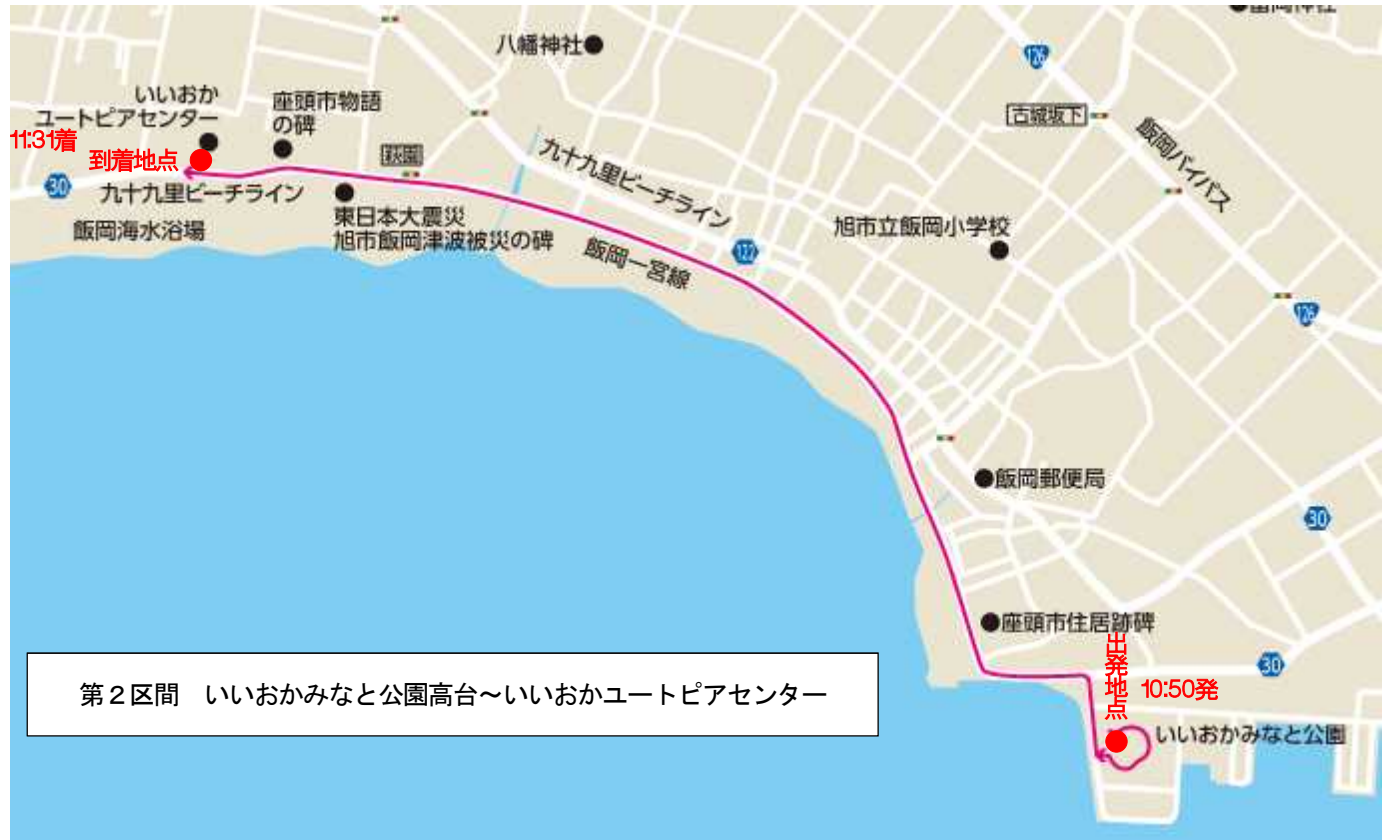 八幡神社
126
古城坂下
飯岡バイパス
いいおか
ユートピアセンター
座頭市物語
の碑
11:31着
到着地点
萩園
30
九十九里ビーチライン
飯岡海水浴場
東日本大震災
旭市飯岡津波被災の碑
九十九里ビーチライン
122
飯岡一宮線
旭市立飯岡小学校
126
飯岡郵便局
30
座頭市住居跡碑
出発地点
10:50発
30
いいおかみなと公園
第2区間 いいおかみなと公園高台～いいおかユートピアセンター